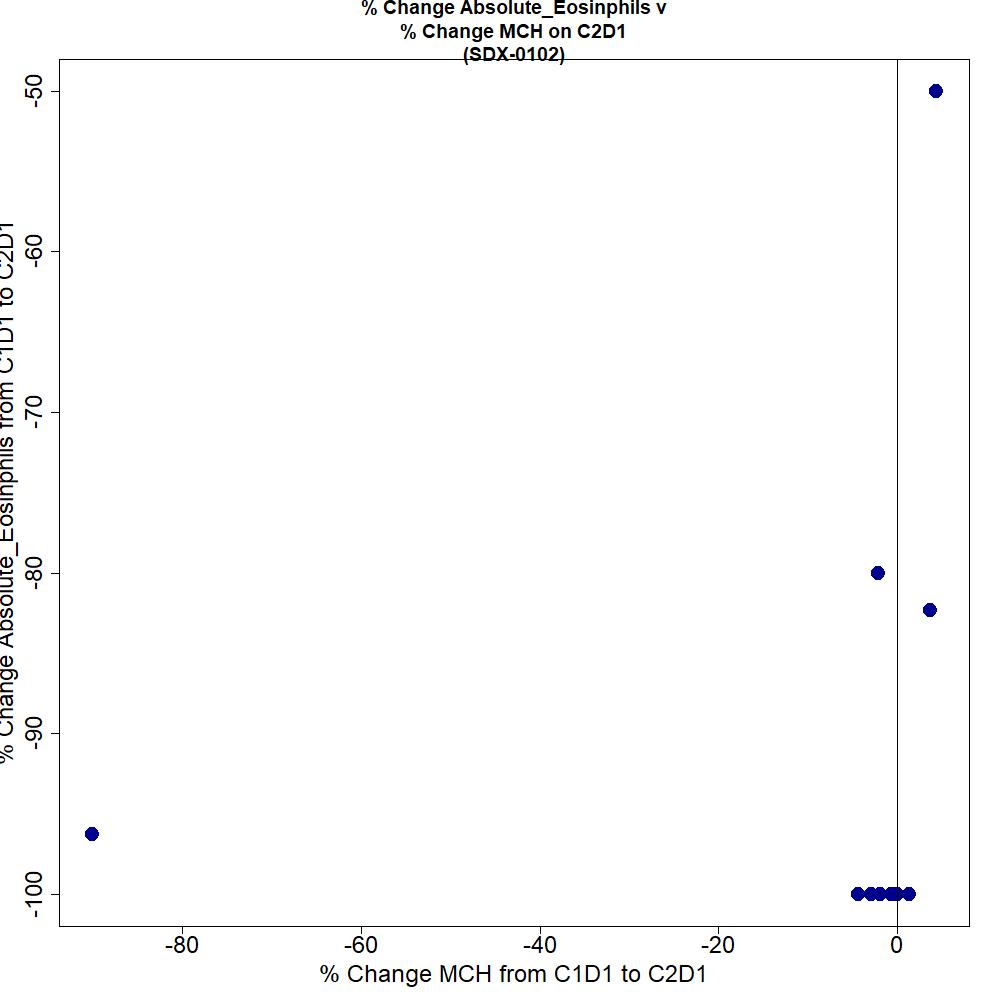 % Change Absolute_Eosinphils v
% Change MCH on C2D1
(SDX-0102)
% Change Absolute_Eosinphils from C1D1 to C2D1
-50
-60
-70
-80
-90
-100
-80
-60
-40
-20
0
% Change MCH from C1D1 to C2D1